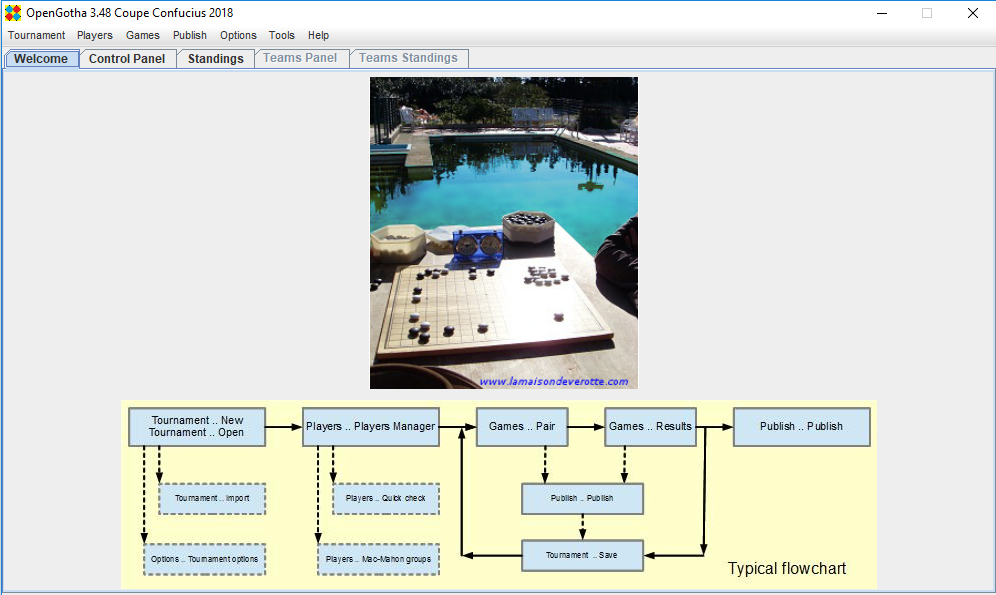 OpenGotha 3.48 Coupe Confucius 2018
Tournament Players Games Publish Options Tools Help
Welcome Control Panel Standings Teams Panel Teams Standings
www.lamaisondeverotte.com
Tournament .. New
Tournament .. Open
Players .. Players Manager
Games .. Pair
Games .. Results
Publish .. Publish
Tournament .. Import
Players .. Quick check
Publish .. Publish
Options .. Tournament options
Players .. Mac-Mahon groups
Tournament .. Save
Typical flowchart